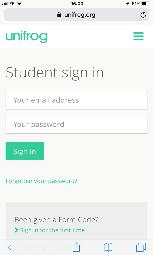 unifrog.org
unifrog
Student sign in
Your email address
Your password
Sign in
Forgotten your password?
Been given a Form Code?
Sign in for the first time